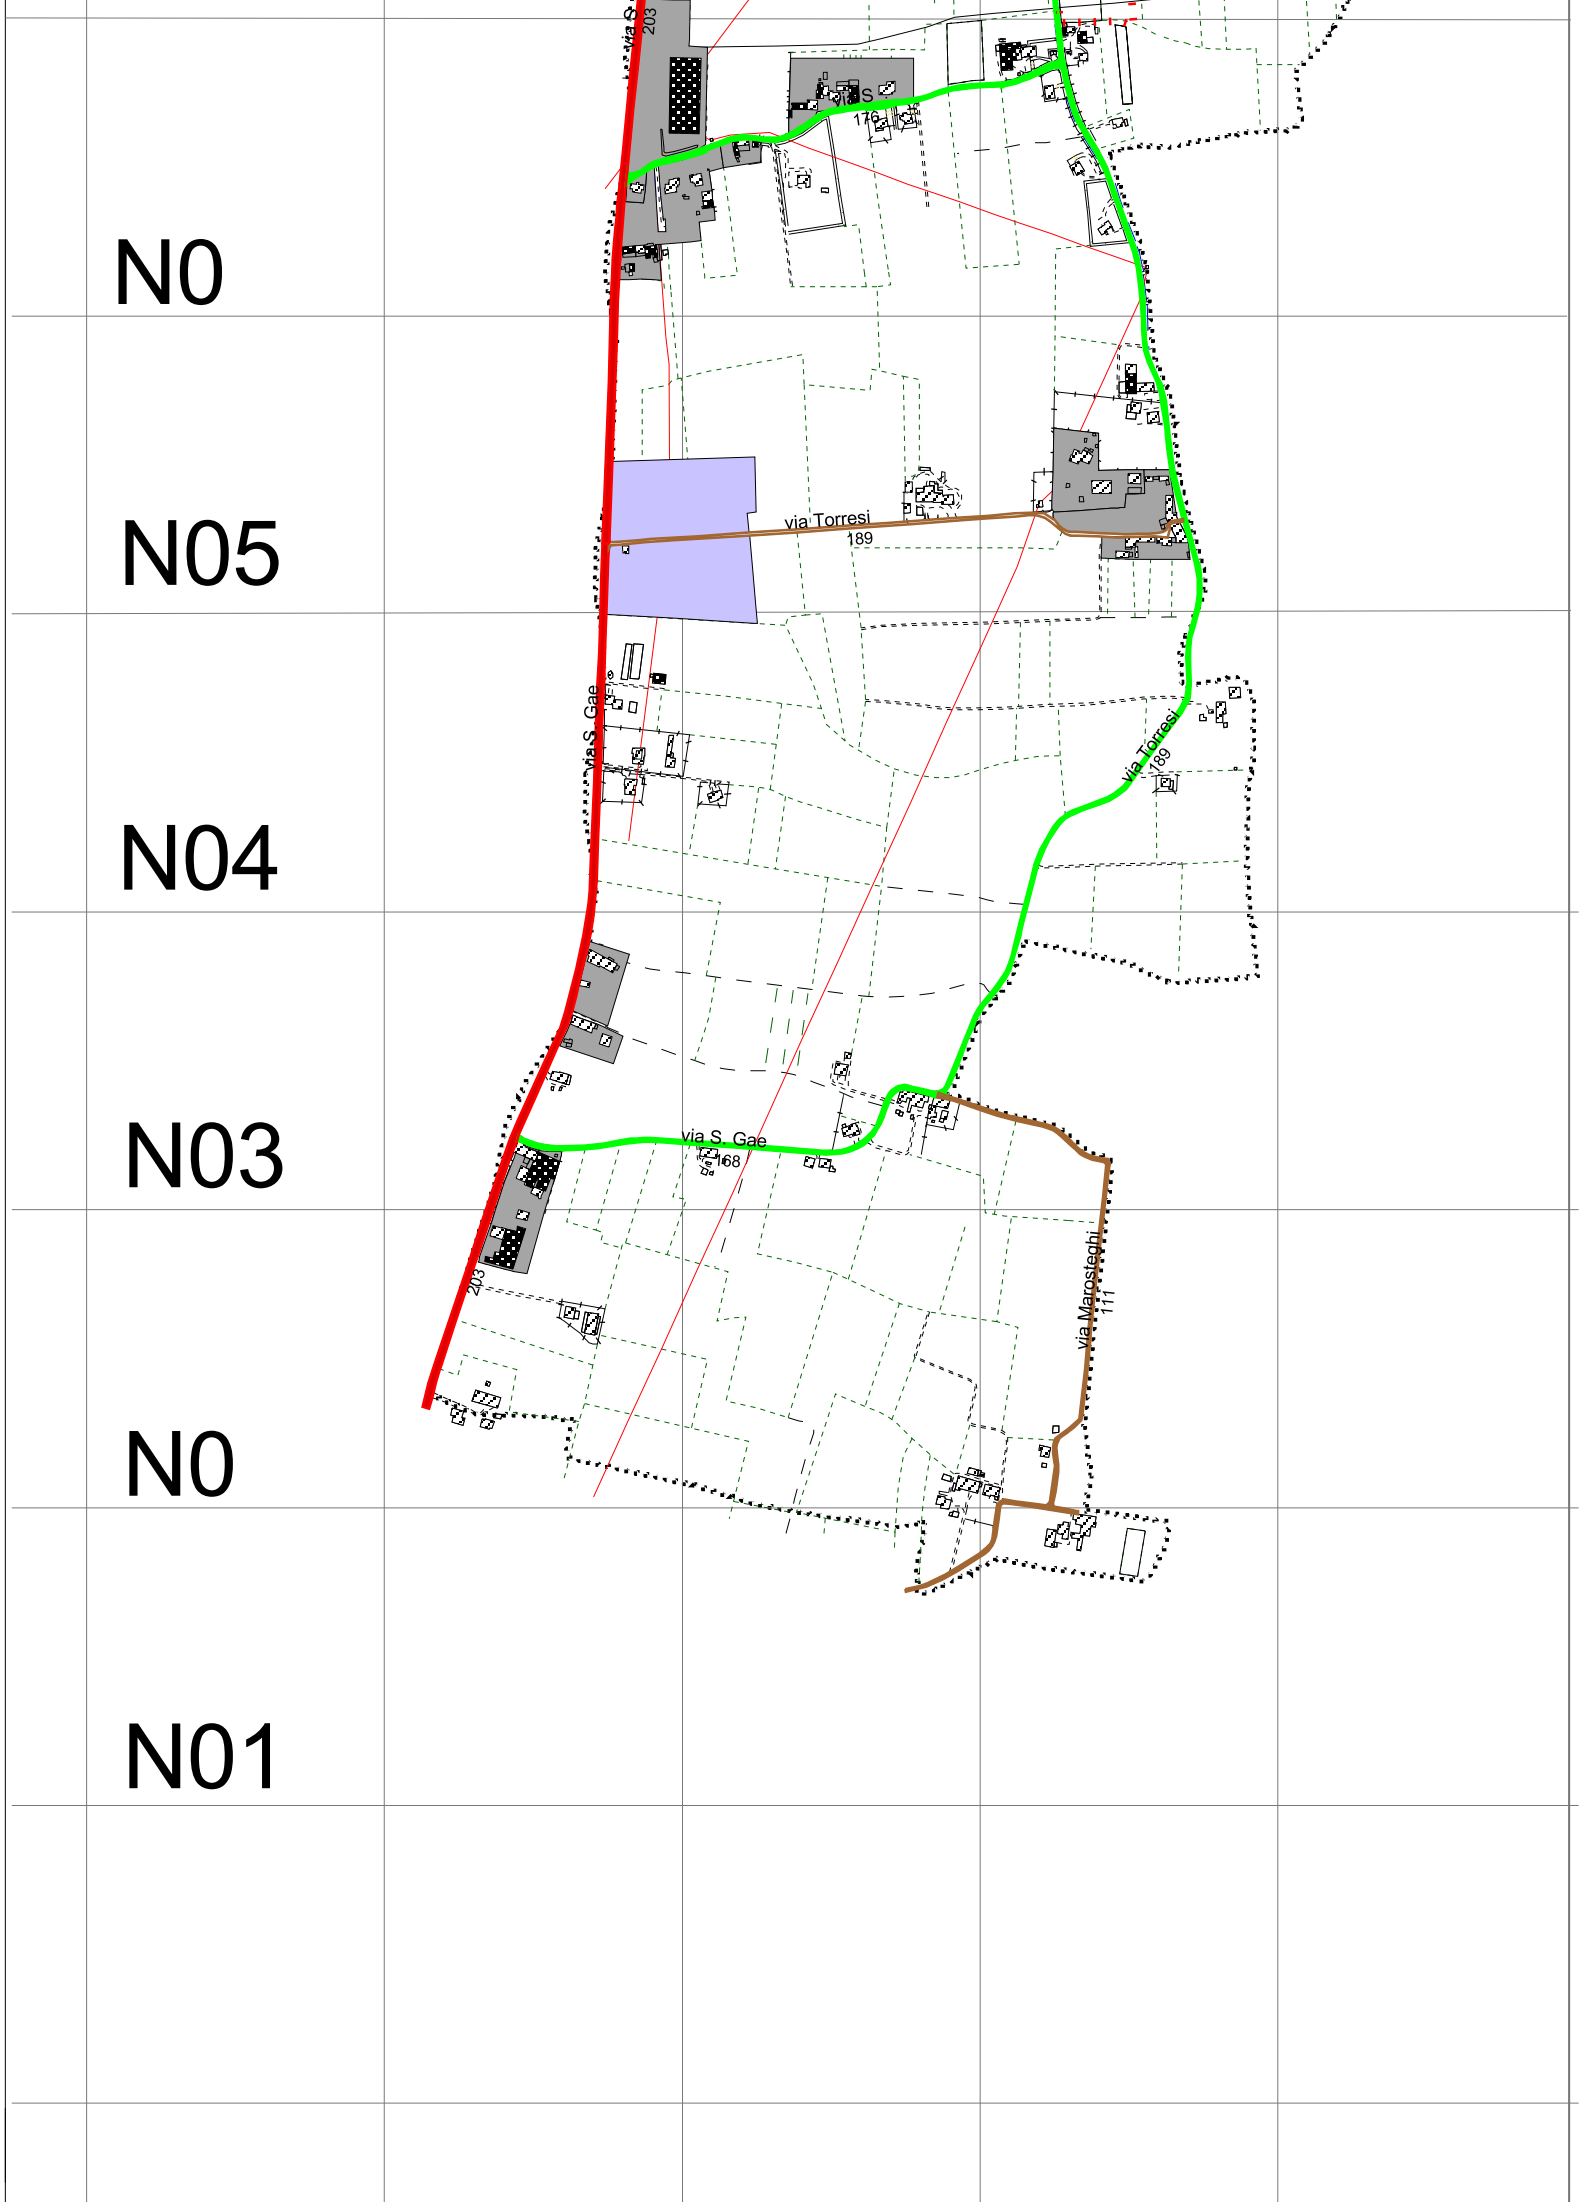 via S
203
via S
176
N0
via Torresi
189
N05
via S. Gae
via Torresi
189
N04
via S. Gae
168
N03
203
via Marosteghi
111
N0
N01